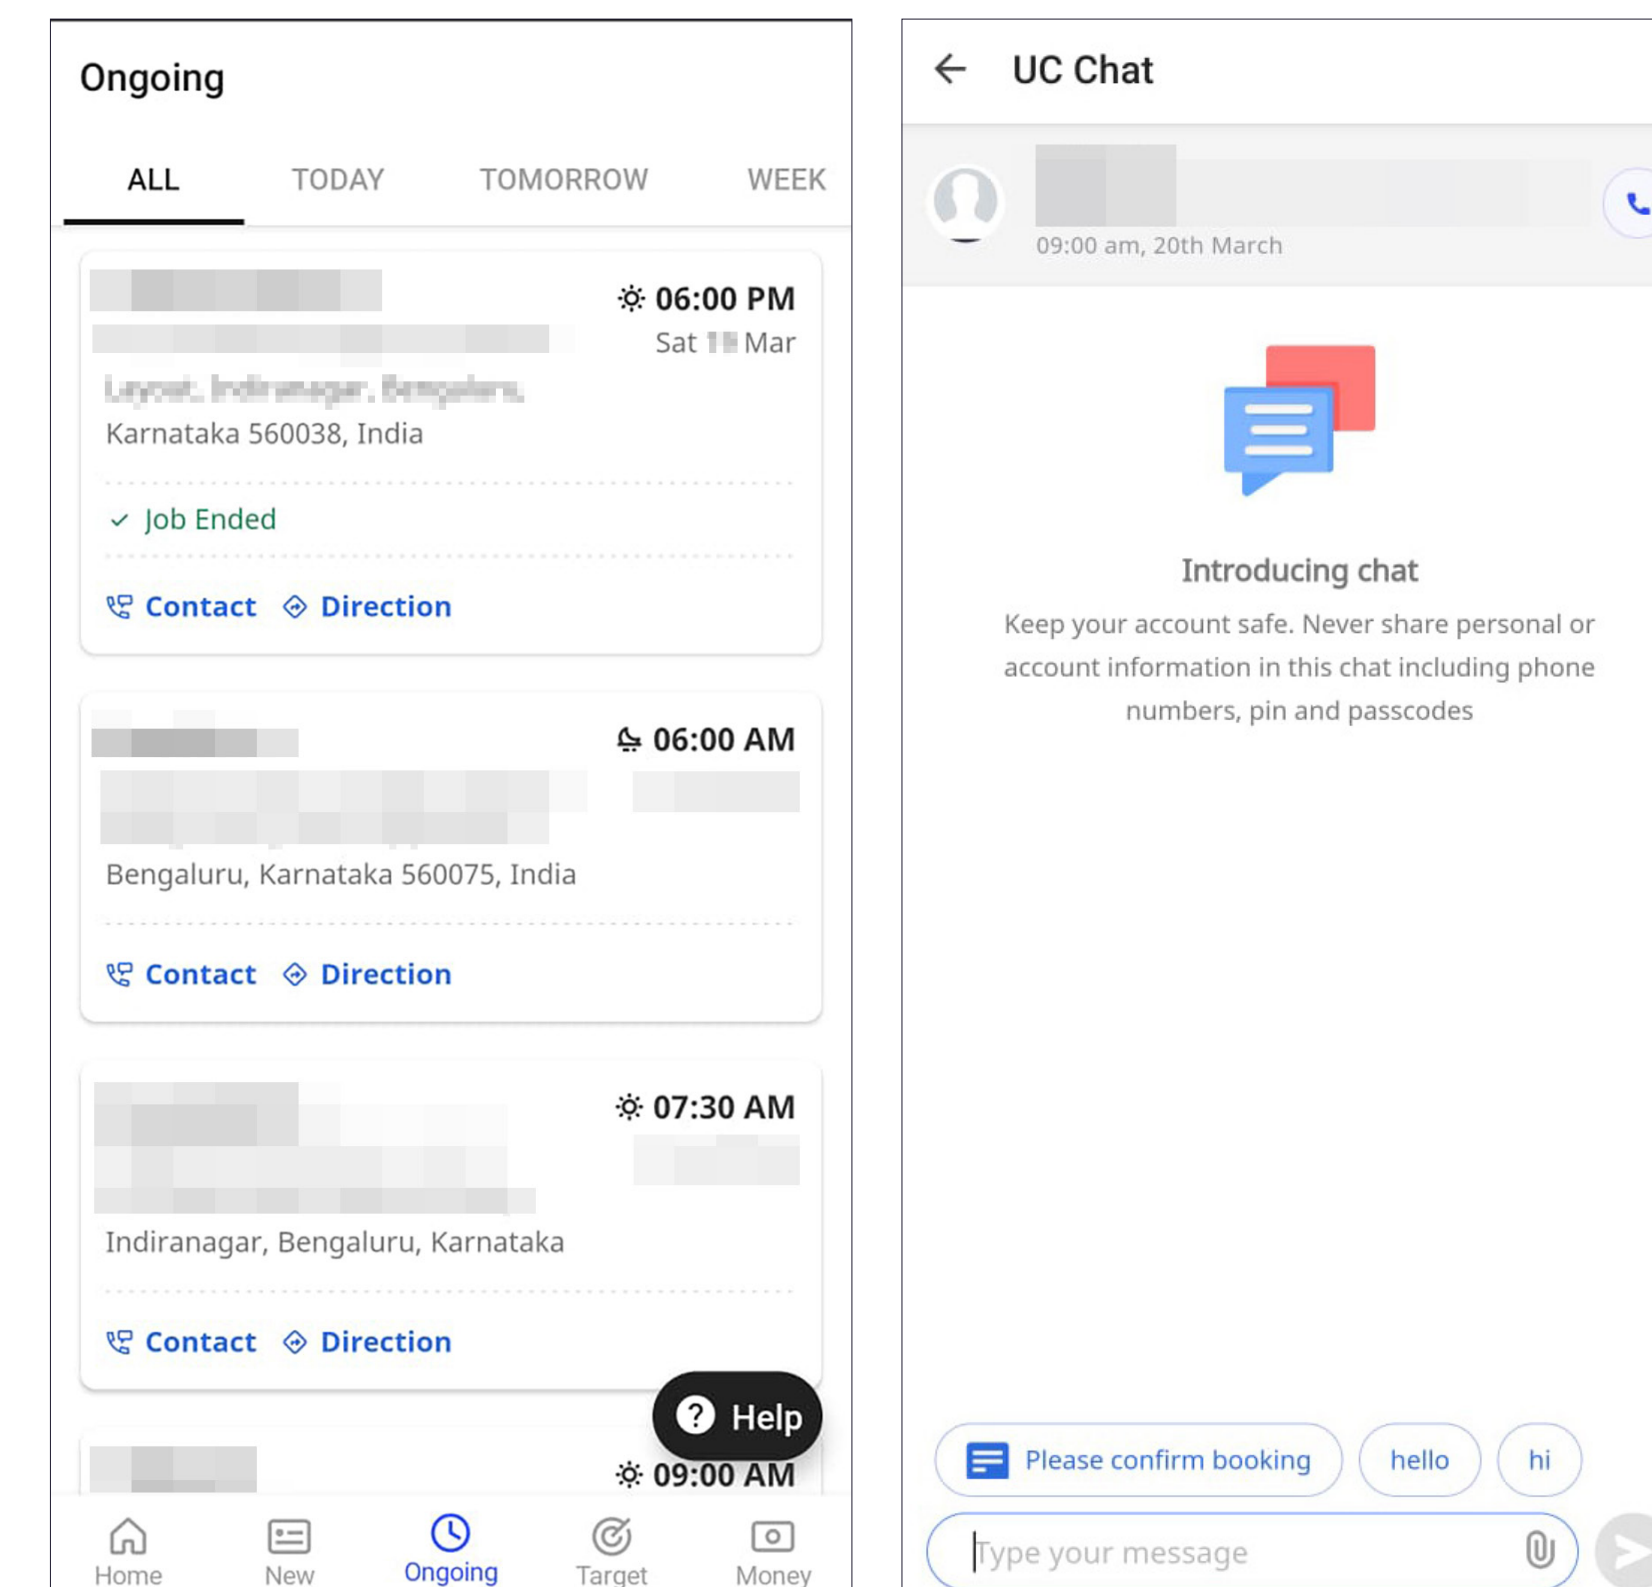 Ongoing
ALL
TODAY
TOMORROW
WEEK
06:00 PM
Sat Mar
Layout, Indiranagar, Bengaluru,
Karnataka 560038, India
Job Ended
Contact
Direction
06:00 AM
Bengaluru, Karnataka 560075, India
Contact
Direction
07:30 AM
Indiranagar, Bengaluru, Karnataka
Contact
Direction
Help
09:00 AM
Home
New
Ongoing
Target
Money
UC Chat
09:00 am, 20th March
Introducing chat
Keep your account safe. Never share personal or
account information in this chat including phone
numbers, pin and passcodes
Please confirm booking
hello
hi
Type your message